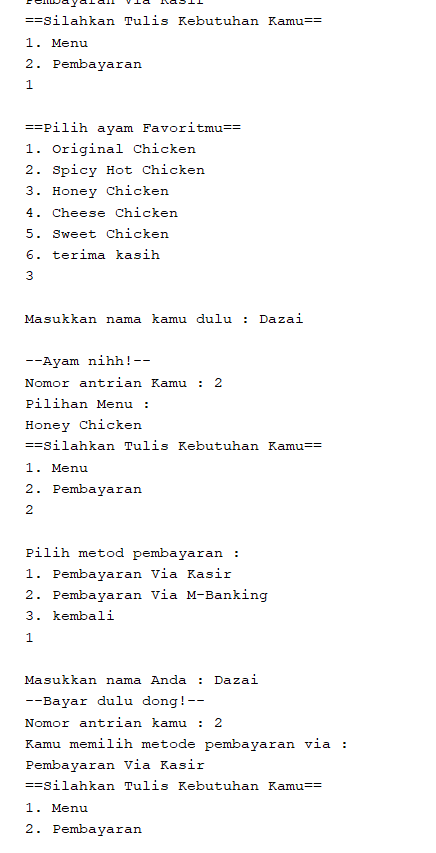 Pembayaran Via Kasir
==Silahkan Tulis Kebutuhan Kamu==
1. Menu
2. Pembayaran
1
==Pilih ayam Favoritmu==
1. Original Chicken
2. Spicy Hot Chicken
3. Honey Chicken
4. Cheese Chicken
5. Sweet Chicken
6. terima kasih
3
Masukkan nama kamu dulu : Dazai
--Ayam nihh!--
Nomor antrian Kamu : 2
Pilihan Menu :
Honey Chicken
==Silahkan Tulis Kebutuhan Kamu==
1. Menu
2. Pembayaran
2
Pilih metod pembayaran :
1. Pembayaran Via Kasir
2. Pembayaran Via M-Banking
3. kembali
1
Masukkan nama Anda : Dazai
--Bayar dulu dong!--
Nomor antrian kamu : 2
Kamu memilih metode pembayaran via :
Pembayaran Via Kasir
==Silahkan Tulis Kebutuhan Kamu==
1. Menu
2. Pembayaran